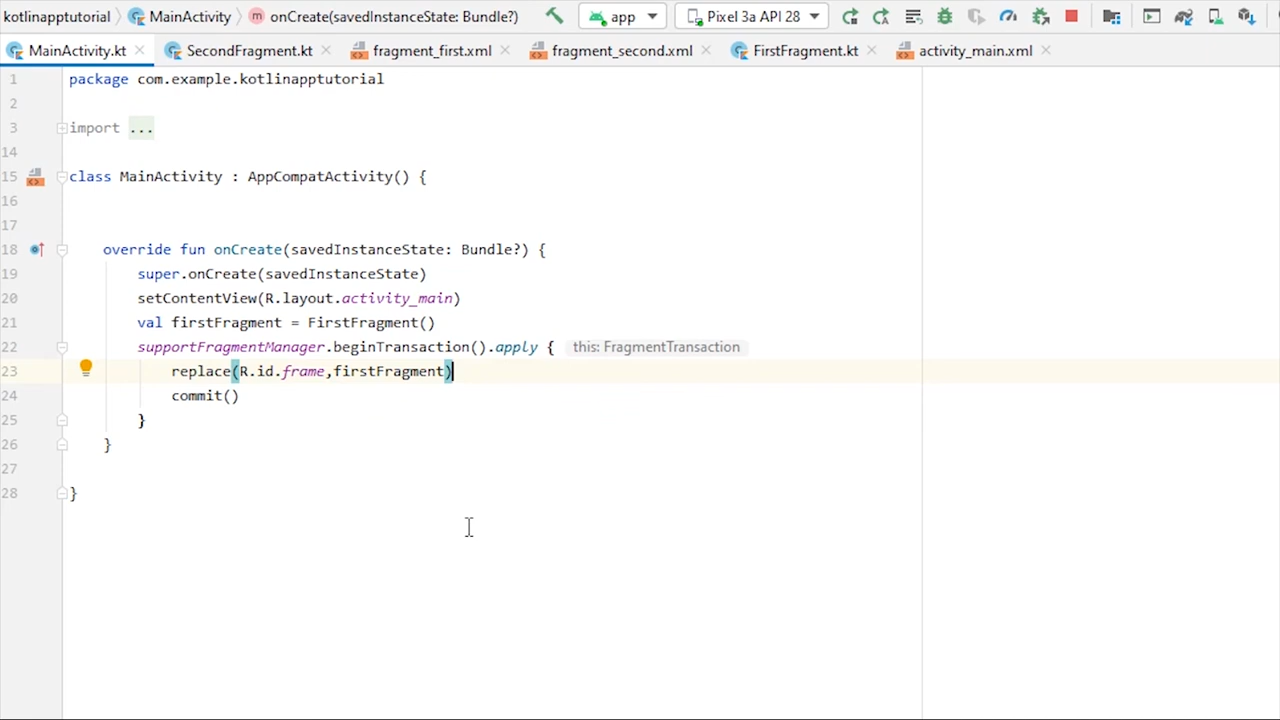 kotlinapptutorial MainActivity onCreate(savedInstanceState: Bundle?) app Pixel 3a API 28
MainActivity.kt SecondFragment.kt fragment_first.xml fragment_second.xml FirstFragment.kt activity_main.xml
1 package com.example.kotlinapptutorial
2
3 import ...
14
15 class MainActivity : AppCompatActivity() {
16
17
18 override fun onCreate(savedInstanceState: Bundle?) {
19 super.onCreate(savedInstanceState)
20 setContentView(R.layout.activity_main)
21 val firstFragment = FirstFragment()
22 supportFragmentManager.beginTransaction().apply { this: FragmentTransaction
23 replace(R.id.frame,firstFragment)
24 commit()
25 }
26 }
27
28 }